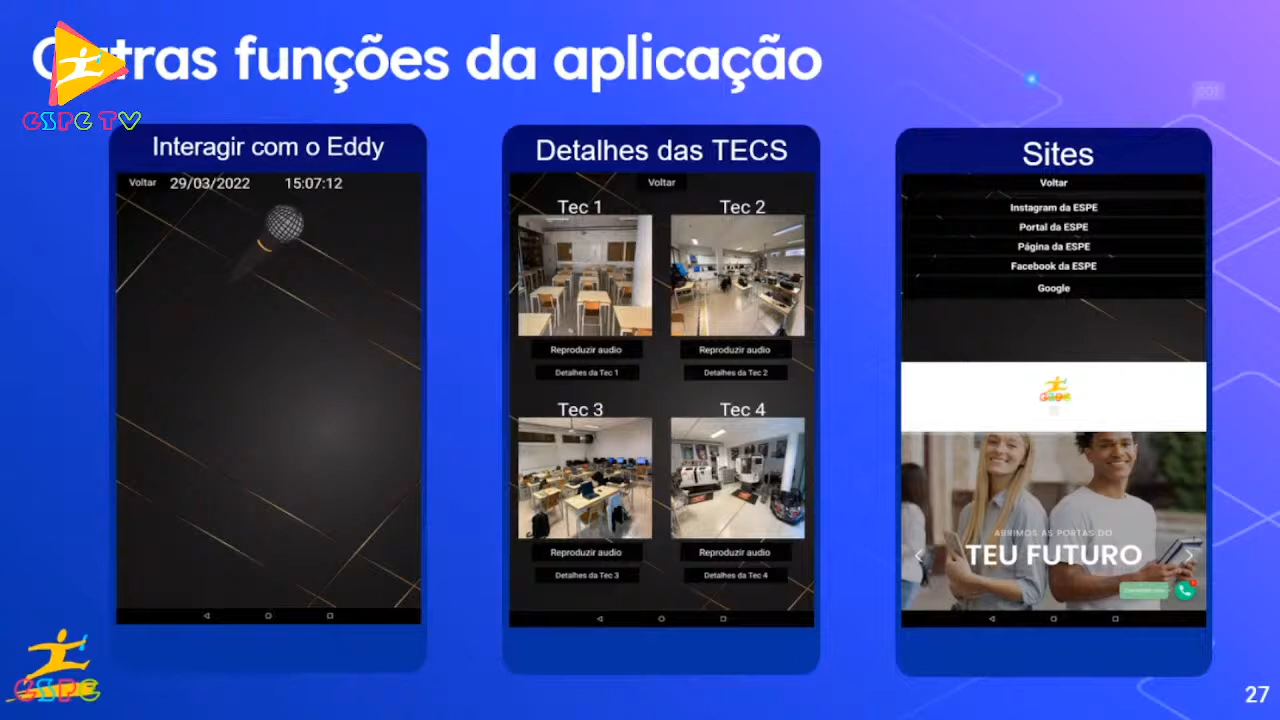 Outras funções da aplicação
ESPE TV
Interagir com o Eddy
Voltar 29/03/2022 15:07:12
Detalhes das TECS
Voltar
Tec 1 Tec 2
Reproduzir audio Reproduzir audio
Detalhes da Tec 1 Detalhes da Tec 2
Tec 3 Tec 4
Reproduzir audio Reproduzir audio
Detalhes da Tec 3 Detalhes da Tec 4
Sites
Voltar
Instagram da ESPE
Portal da ESPE
Página da ESPE
Facebook da ESPE
Google
ESPE
ABRIMOS AS PORTAS DO
TEU FUTURO
ESPE
27